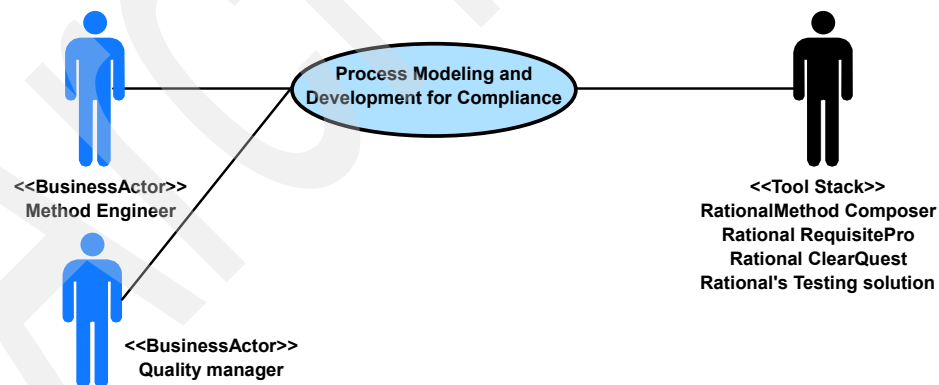 Process Modeling and
Development for Compliance
<<BusinessActor>>
Method Engineer
<<Tool Stack>>
RationalMethod Composer
Rational RequisitePro
Rational ClearQuest
Rational's Testing solution
<<BusinessActor>>
Quality manager